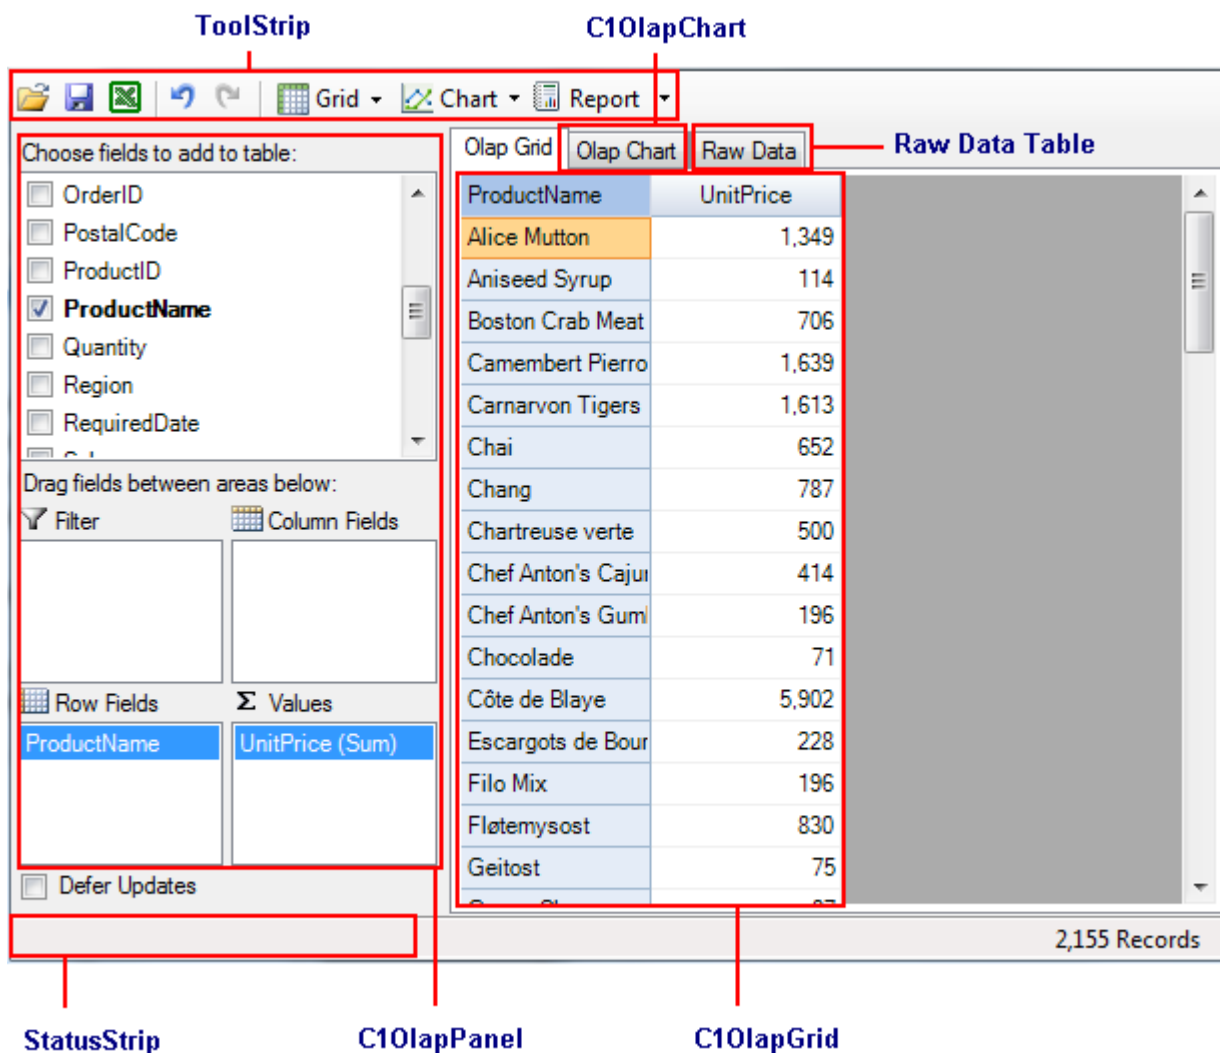 ToolStrip
C1OlapChart
Grid
Chart
Report
Choose fields to add to table:
OrderID
PostalCode
ProductID
ProductName
Quantity
Region
RequiredDate
Drag fields between areas below:
Filter
Column Fields
Row Fields
Σ Values
ProductName
UnitPrice (Sum)
Defer Updates
Olap Grid
Olap Chart
Raw Data
Raw Data Table
ProductName UnitPrice
Alice Mutton 1,349
Aniseed Syrup 114
Boston Crab Meat 706
Camembert Pierro 1,639
Carnarvon Tigers 1,613
Chai 652
Chang 787
Chartreuse verte 500
Chef Anton's Cajun 414
Chef Anton's Gum 196
Chocolade 71
Côte de Blaye 5,902
Escargots de Bour 228
Filo Mix 196
Fløtemysost 830
Geitost 75
2,155 Records
StatusStrip
C1OlapPanel
C1OlapGrid